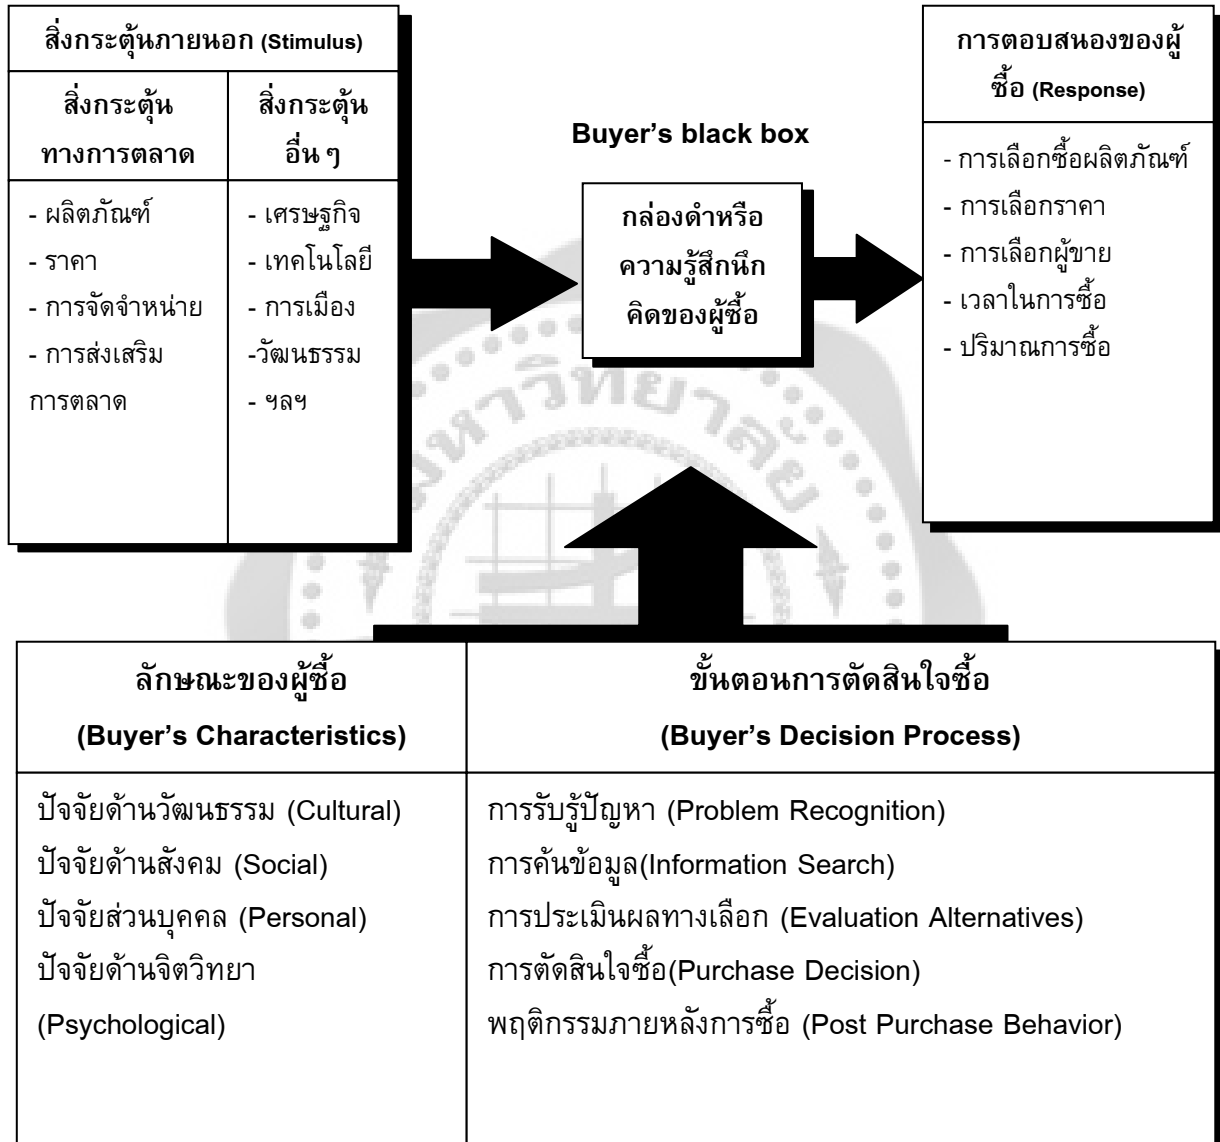 สิ่งกระตุ้นภายนอก (Stimulus)
สิ่งกระตุ้น
ทางการตลาด
สิ่งกระตุ้น
อื่น ๆ
- ผลิตภัณฑ์
- ราคา
- การจัดจำหน่าย
- การส่งเสริม
การตลาด
- เศรษฐกิจ
- เทคโนโลยี
- การเมือง
-วัฒนธรรม
- ฯลฯ
Buyer’s black box
กล่องดำหรือ
ความรู้สึกนึก
คิดของผู้ซื้อ
การตอบสนองของผู้
ซื้อ (Response)
- การเลือกซื้อผลิตภัณฑ์
- การเลือกราคา
- การเลือกผู้ขาย
- เวลาในการซื้อ
- ปริมาณการซื้อ
ลักษณะของผู้ซื้อ
(Buyer’s Characteristics)
ปัจจัยด้านวัฒนธรรม (Cultural)
ปัจจัยด้านสังคม (Social)
ปัจจัยส่วนบุคคล (Personal)
ปัจจัยด้านจิตวิทยา
(Psychological)
ขั้นตอนการตัดสินใจซื้อ
(Buyer’s Decision Process)
การรับรู้ปัญหา (Problem Recognition)
การค้นข้อมูล(Information Search)
การประเมินผลทางเลือก (Evaluation Alternatives)
การตัดสินใจซื้อ(Purchase Decision)
พฤติกรรมภายหลังการซื้อ (Post Purchase Behavior)